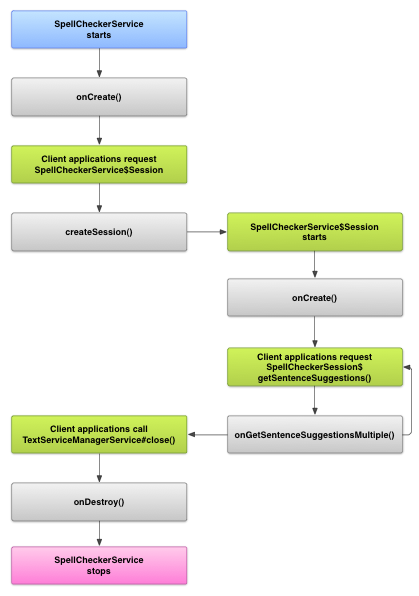 SpellCheckerService
starts
onCreate()
Client applications request
SpellCheckerService$Session
createSession()
SpellCheckerService$Session
starts
onCreate()
Client applications request
SpellCheckerSession$
getSentenceSuggestions()
onGetSentenceSuggestionsMultiple()
Client applications call
TextServiceManagerService#close()
onDestroy()
SpellCheckerService
stops